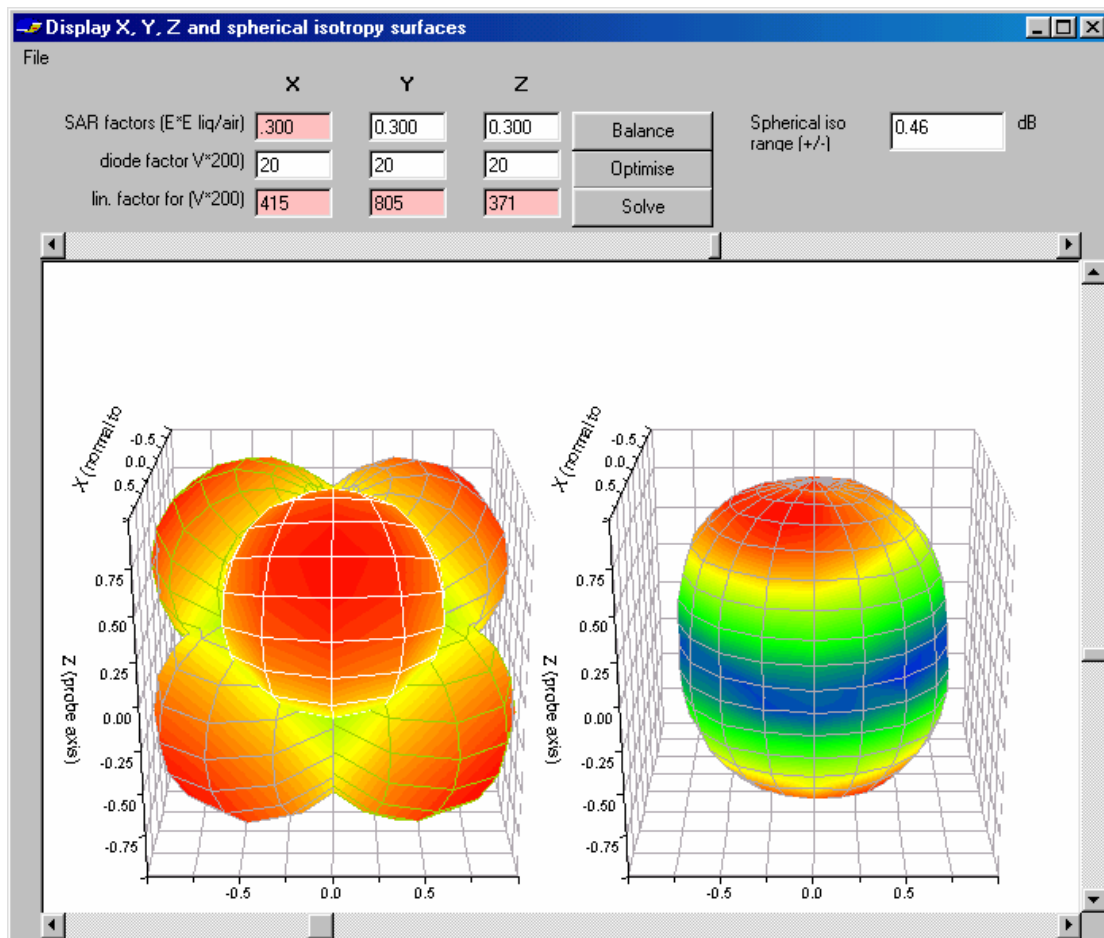 Display X, Y, Z and spherical isotropy surfaces
File
X Y Z
SAR factors (E*E liq/air) .300 0.300 0.300 Balance Spherical iso range (+/-) 0.46 dB
diode factor V*200) 20 20 20 Optimise
lin. factor for (V*200) 415 805 371 Solve
X (normal to
-0.5
0.0
0.5
0.75
0.50
0.25
0.00
-0.25
-0.50
-0.75
Z (probe axis)
-0.5 0.0 0.5
X (normal to
-0.5
0.0
0.5
0.75
0.50
0.25
0.00
-0.25
-0.50
-0.75
Z (probe axis)
-0.5 0.0 0.5